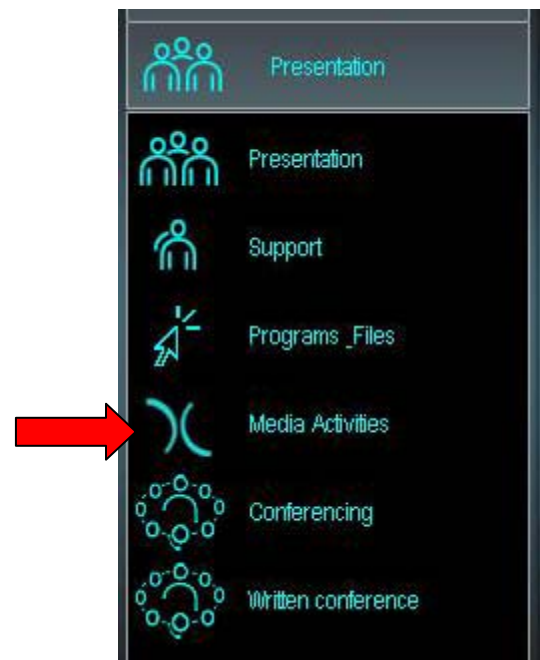 Presentation
Presentation
Support
Programs _Files
Media Activities
Conferencing
Written conference